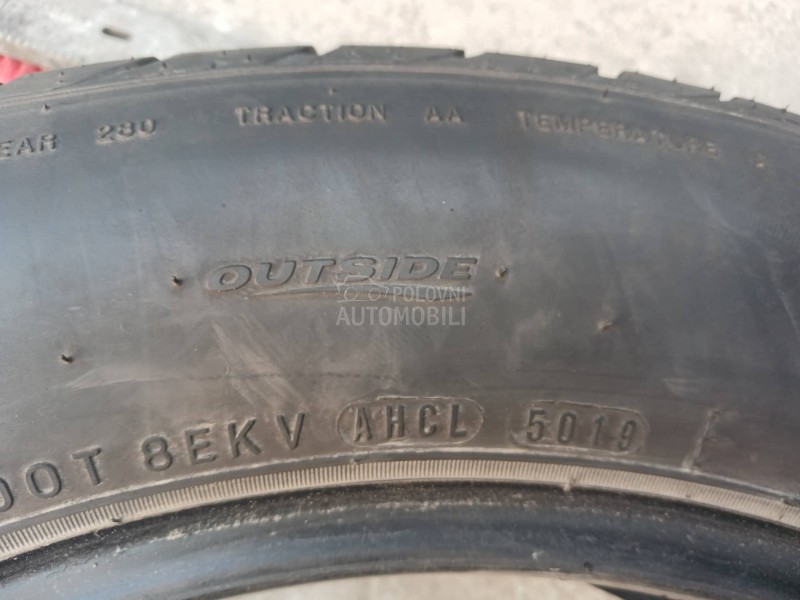 EAR 280 TRACTION AA TEMPERATURE
OUTSIDE
POLOVNI
AUTOMOBILI
DOT 8EKV AHCL 5019